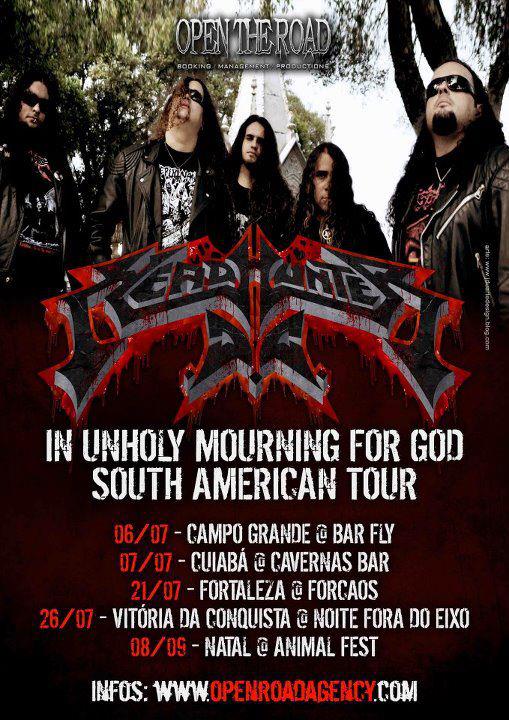 OPEN THE ROAD
BOOKING / MANAGEMENT / PRODUCTIONS
HEADHUNTER
IN UNHOLY MOURNING FOR GOD
SOUTH AMERICAN TOUR
06/07 - CAMPO GRANDE @ BAR FLY
07/07 - CUIABÁ @ CAVERNAS BAR
21/07 - FORTALEZA @ FORCAOS
26/07 - VITÓRIA DA CONQUISTA @ NOITE FORA DO EIXO
08/09 - NATAL @ ANIMAL FEST
INFOS: WWW.OPENROADAGENCY.COM